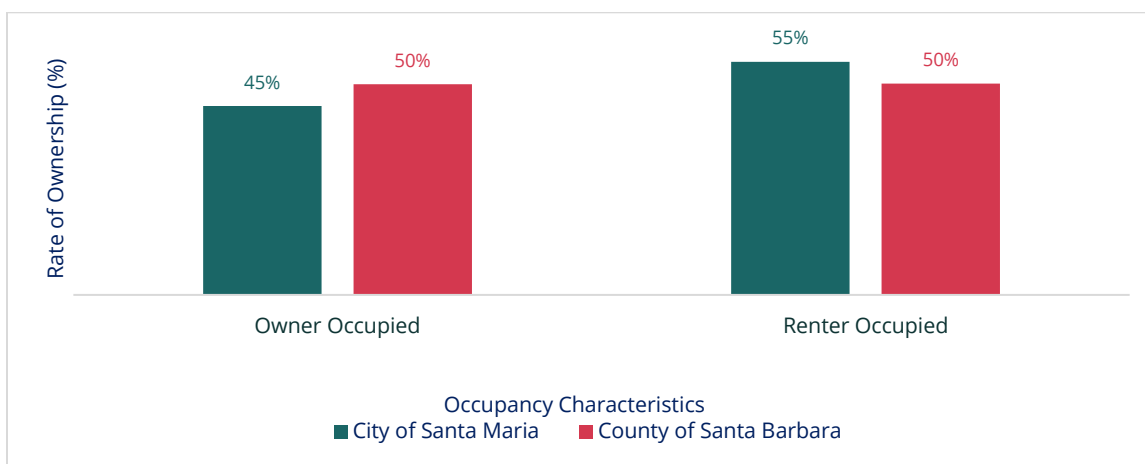 Rate of Ownership (%)
45%
50%
55%
50%
Owner Occupied
Renter Occupied
Occupancy Characteristics
City of Santa Maria
County of Santa Barbara